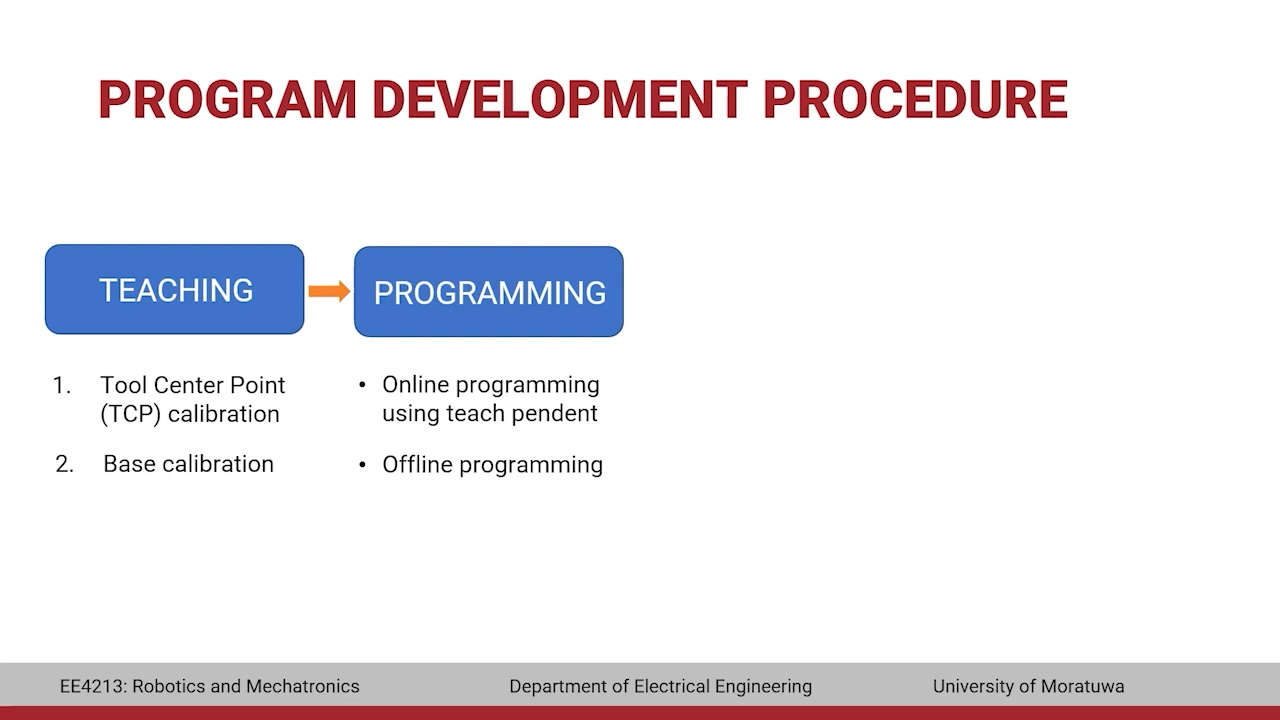 PROGRAM DEVELOPMENT PROCEDURE
TEACHING
PROGRAMMING
1. Tool Center Point
(TCP) calibration
2. Base calibration
• Online programming
using teach pendent
• Offline programming
EE4213: Robotics and Mechatronics
Department of Electrical Engineering
University of Moratuwa